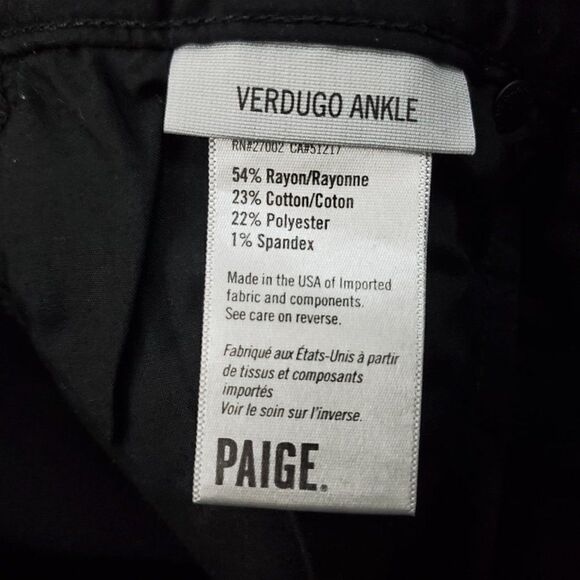 VERDUGO ANKLE
RN#27002 CA#51217
54% Rayon/Rayonne
23% Cotton/Coton
22% Polyester
1% Spandex
Made in the USA of Imported
fabric and components.
See care on reverse.
Fabriqué aux États-Unis à partir
de tissus et composants
importés
Voir le soin sur l'inverse.
PAIGE.